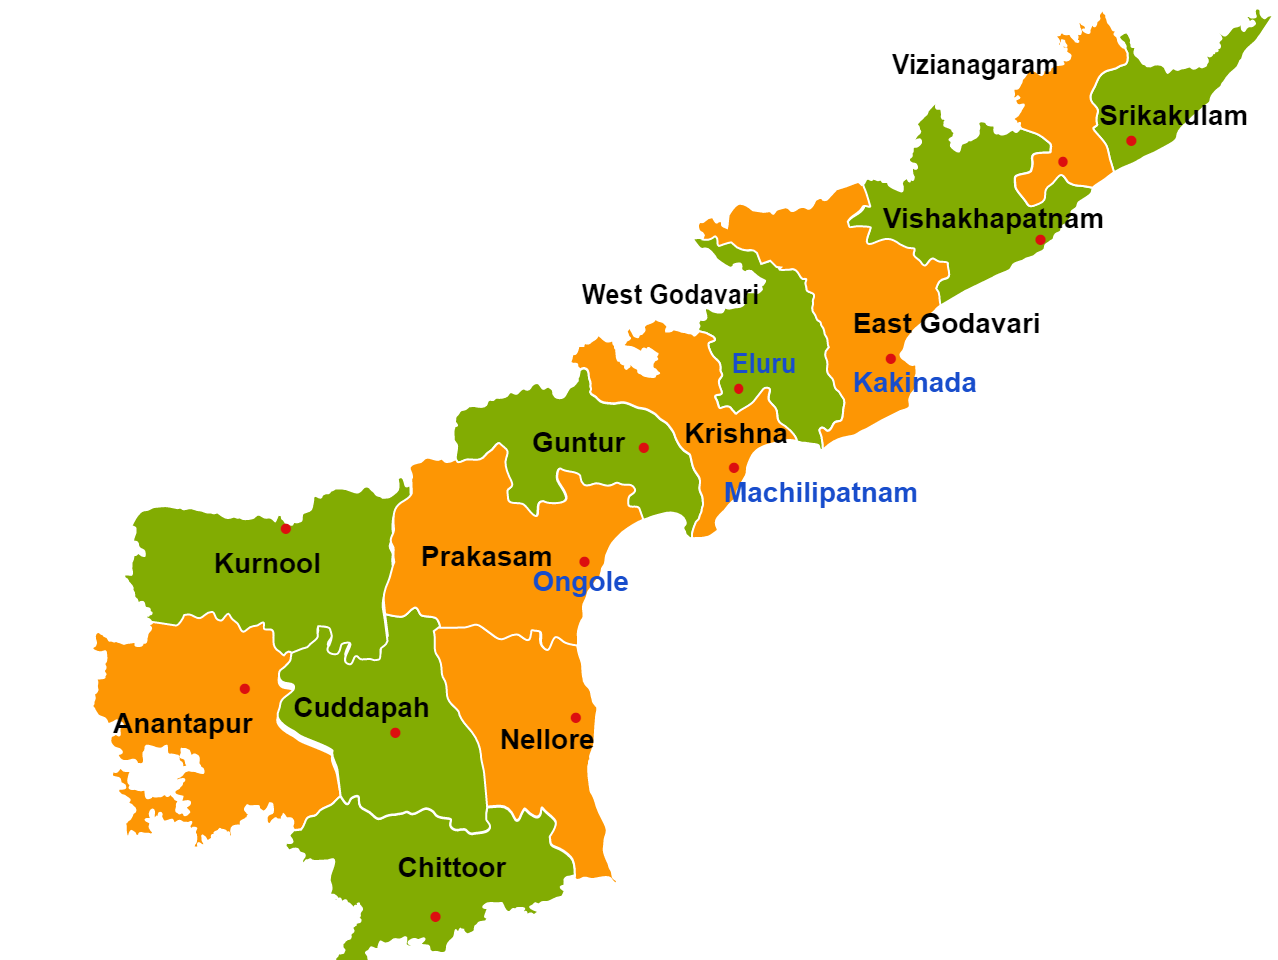 Vizianagaram
Srikakulam
Vishakhapatnam
West Godavari
East Godavari
Eluru
Kakinada
Krishna
Guntur
Machilipatnam
Prakasam
Kurnool
Ongole
Cuddapah
Anantapur
Nellore
Chittoor